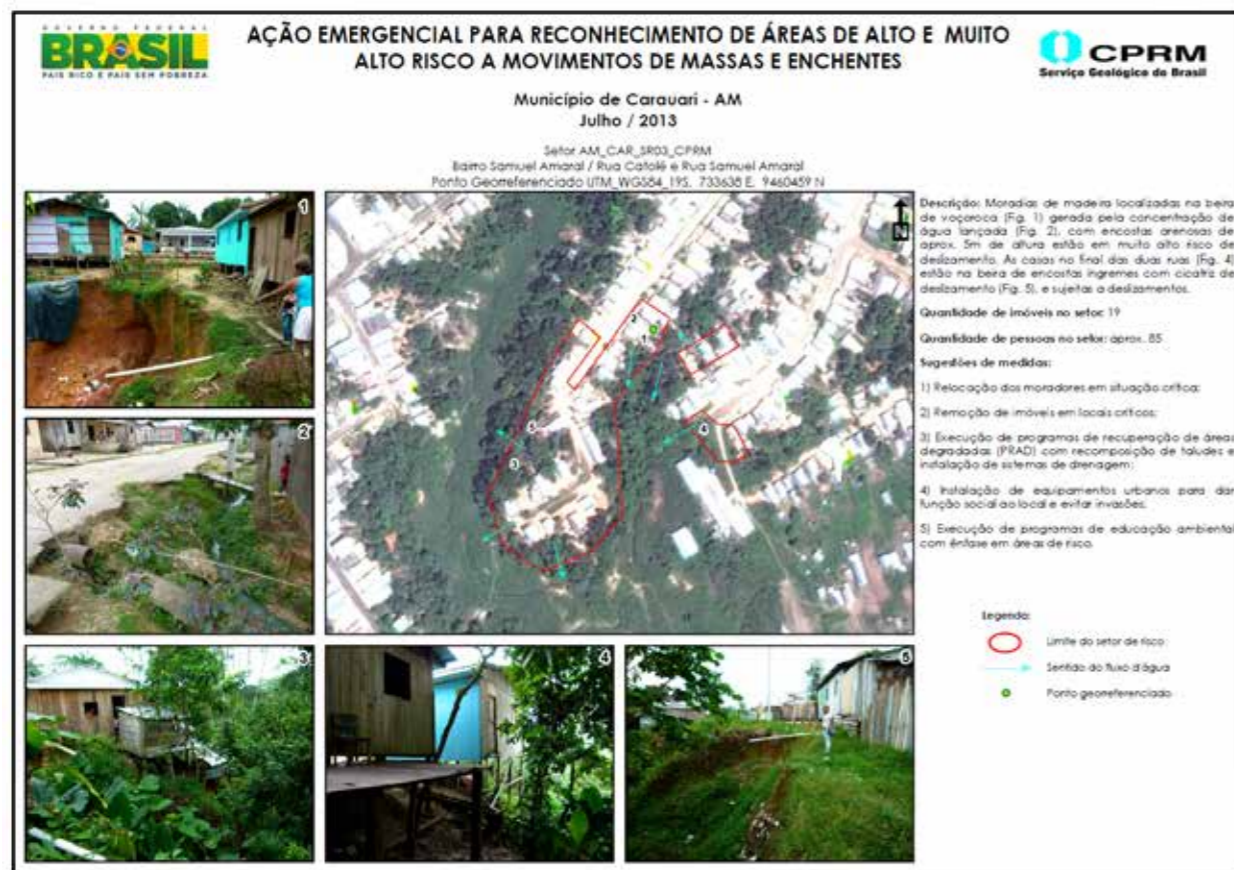 GOVERNO FEDERAL
BRASIL
PAÍS RICO É PAÍS SEM POBREZA
AÇÃO EMERGENCIAL PARA RECONHECIMENTO DE ÁREAS DE ALTO E MUITO
ALTO RISCO A MOVIMENTOS DE MASSAS E ENCHENTES
CPRM
Serviço Geológico do Brasil
Município de Carauari - AM
Julho / 2013
Setor AM_CAR_SR03_CPRM
Bairro Samuel Amaral / Rua Catolé e Rua Samuel Amaral
Ponto Georreferenciado UTM_WGS84_19S. 733638 E. 9460459 N
1
2
3
4
5
N
2
1
5
3
4
Descrição: Moradias de madeira localizadas na beira
de voçoroca (Fig. 1) gerada pela concentração de
água lançada (Fig. 2), com encostas arenosas de
aprox. 5m de altura estão em muito alto risco de
deslizamento. As casas no final das duas ruas (Fig. 4)
estão na beira de encostas ingremes com cicatriz de
deslizamento (Fig. 5), e sujeitas a deslizamentos.
Quantidade de imóveis no setor: 19
Quantidade de pessoas no setor: aprox. 85
Sugestões de medidas:
1) Relocação dos moradores em situação crítica;
2) Remoção de imóveis em locais críticos;
3) Execução de programas de recuperação de áreas
degradadas (PRAD) com recomposição de taludes e
instalação de sistemas de drenagem;
4) Instalação de equipamentos urbanos para dar
função social ao local e evitar invasões.
5) Execução de programas de educação ambiental
com ênfase em áreas de risco.
Legenda:
Limite do setor de risco
Sentido do fluxo d'água
Ponto georreferenciado